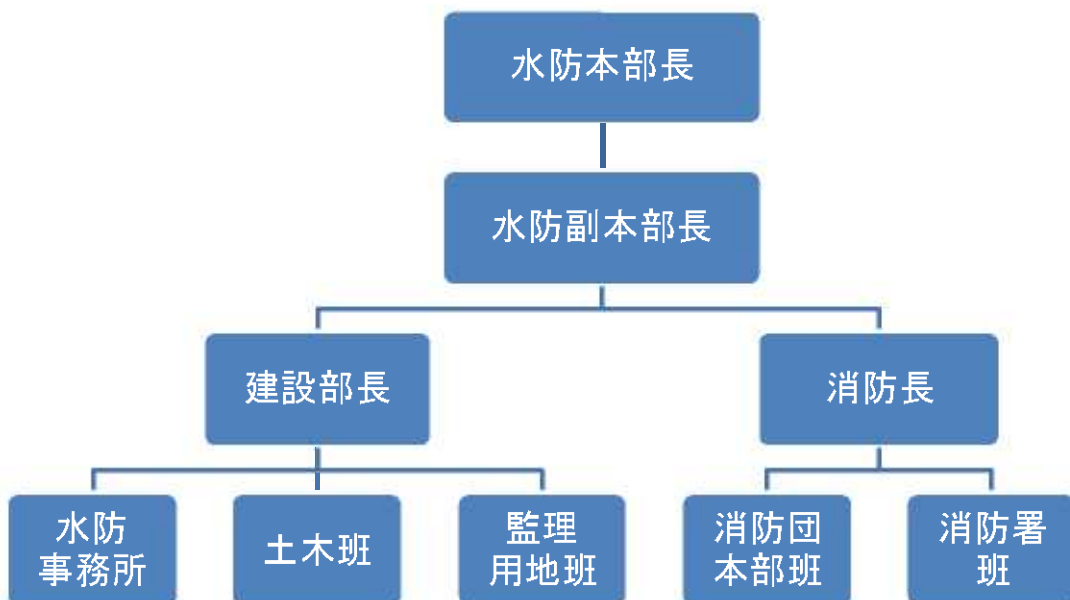 水防本部長
水防副本部長
建設部長
消防長
水防
事務所
土木班
監理
用地班
消防団
本部班
消防署
班